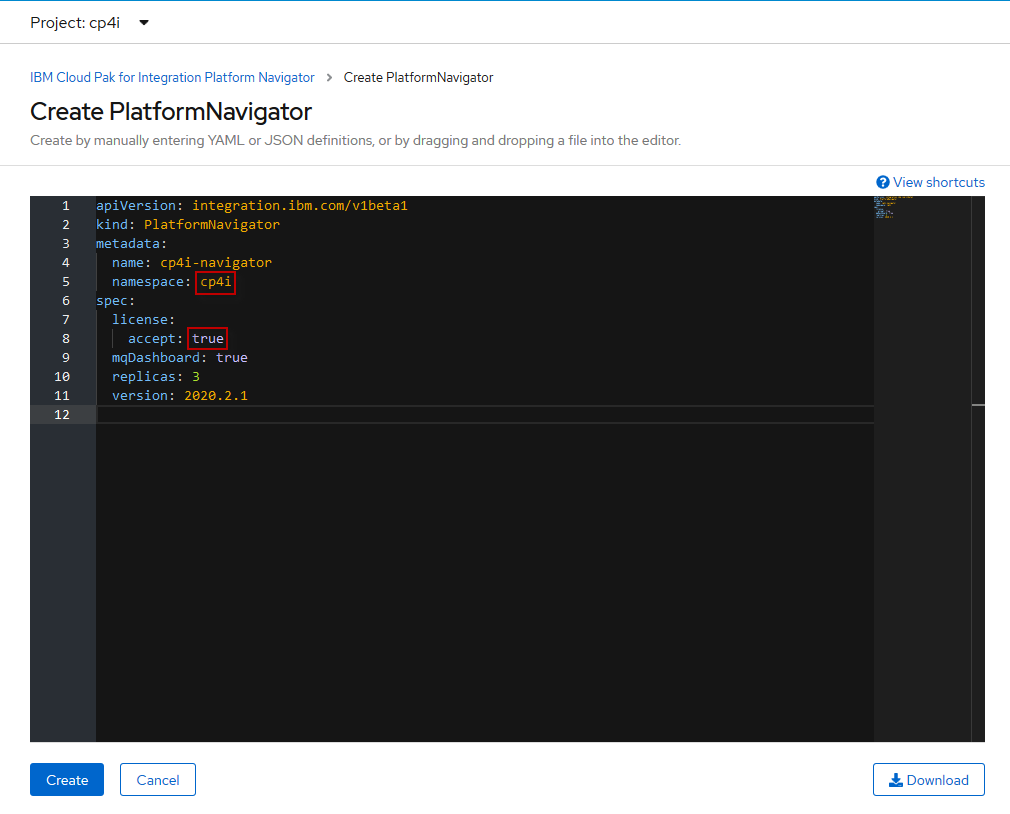 Project: cp4i
IBM Cloud Pak for Integration Platform Navigator > Create PlatformNavigator
Create PlatformNavigator
Create by manually entering YAML or JSON definitions, or by dragging and dropping a file into the editor.
View shortcuts
1 apiVersion: integration.ibm.com/v1beta1
2 kind: PlatformNavigator
3 metadata:
4   name: cp4i-navigator
5   namespace: cp4i
6 spec:
7   license:
8     accept: true
9   mqDashboard: true
10   replicas: 3
11   version: 2020.2.1
12
Create Cancel Download